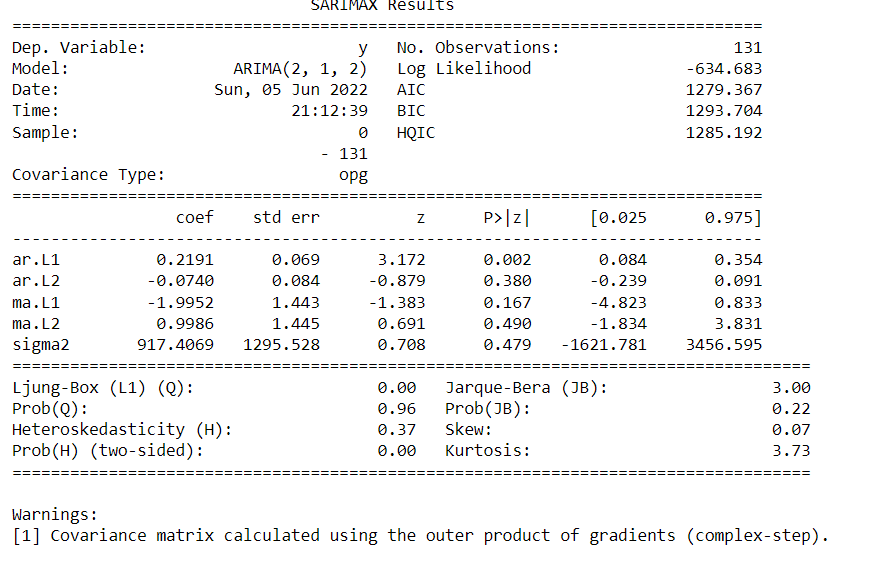 SARIMAX Results
==============================================================================
Dep. Variable:                      y   No. Observations:                  131
Model:                 ARIMA(2, 1, 2)   Log Likelihood                -634.683
Date:                Sun, 05 Jun 2022   AIC                           1279.367
Time:                        21:12:39   BIC                           1293.704
Sample:                             0   HQIC                          1285.192
                                - 131
Covariance Type:                  opg
==============================================================================
                 coef    std err          z      P>|z|      [0.025      0.975]
------------------------------------------------------------------------------
ar.L1          0.2191      0.069      3.172      0.002       0.084       0.354
ar.L2         -0.0740      0.084     -0.879      0.380      -0.239       0.091
ma.L1         -1.9952      1.443     -1.383      0.167      -4.823       0.833
ma.L2          0.9986      1.445      0.691      0.490      -1.834       3.831
sigma2       917.4069   1295.528      0.708      0.479   -1621.781    3456.595
===================================================================================
Ljung-Box (L1) (Q):                   0.00   Jarque-Bera (JB):                 3.00
Prob(Q):                              0.96   Prob(JB):                         0.22
Heteroskedasticity (H):               0.37   Skew:                             0.07
Prob(H) (two-sided):                  0.00   Kurtosis:                         3.73
===================================================================================
Warnings:
[1] Covariance matrix calculated using the outer product of gradients (complex-step).